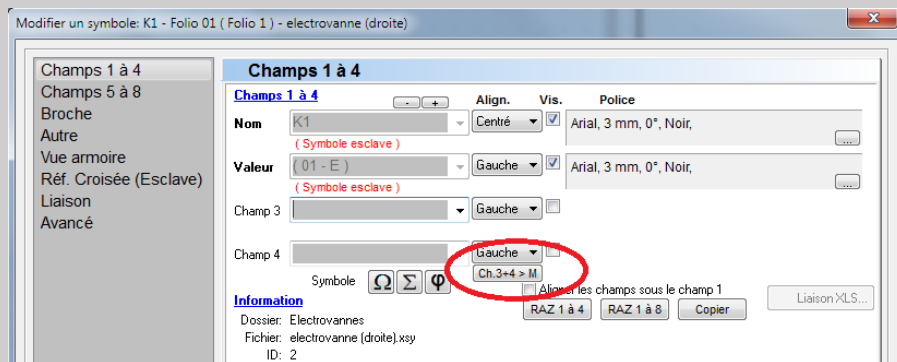 Modifier un symbole: K1 - Folio 01 ( Folio 1 ) - electrovanne (droite)
x
Champs 1 à 4
Champs 5 à 8
Broche
Autre
Vue armoire
Réf. Croisée (Esclave)
Liaison
Avancé
Champs 1 à 4
Champs 1 à 4 - + Align. Vis. Police
Nom K1 Centré Arial, 3 mm, 0°, Noir, ...
( Symbole esclave )
Valeur ( 01 - E ) Gauche Arial, 3 mm, 0°, Noir, ...
( Symbole esclave )
Champ 3 Gauche
Champ 4 Gauche
Symbole Ω Σ φ Ch.3+4 > M
Aligner les champs sous le champ 1
Information RAZ 1 à 4 RAZ 1 à 8 Copier Liaison XLS...
Dossier: Electrovannes
Fichier: electrovanne (droite).xsy
ID: 2